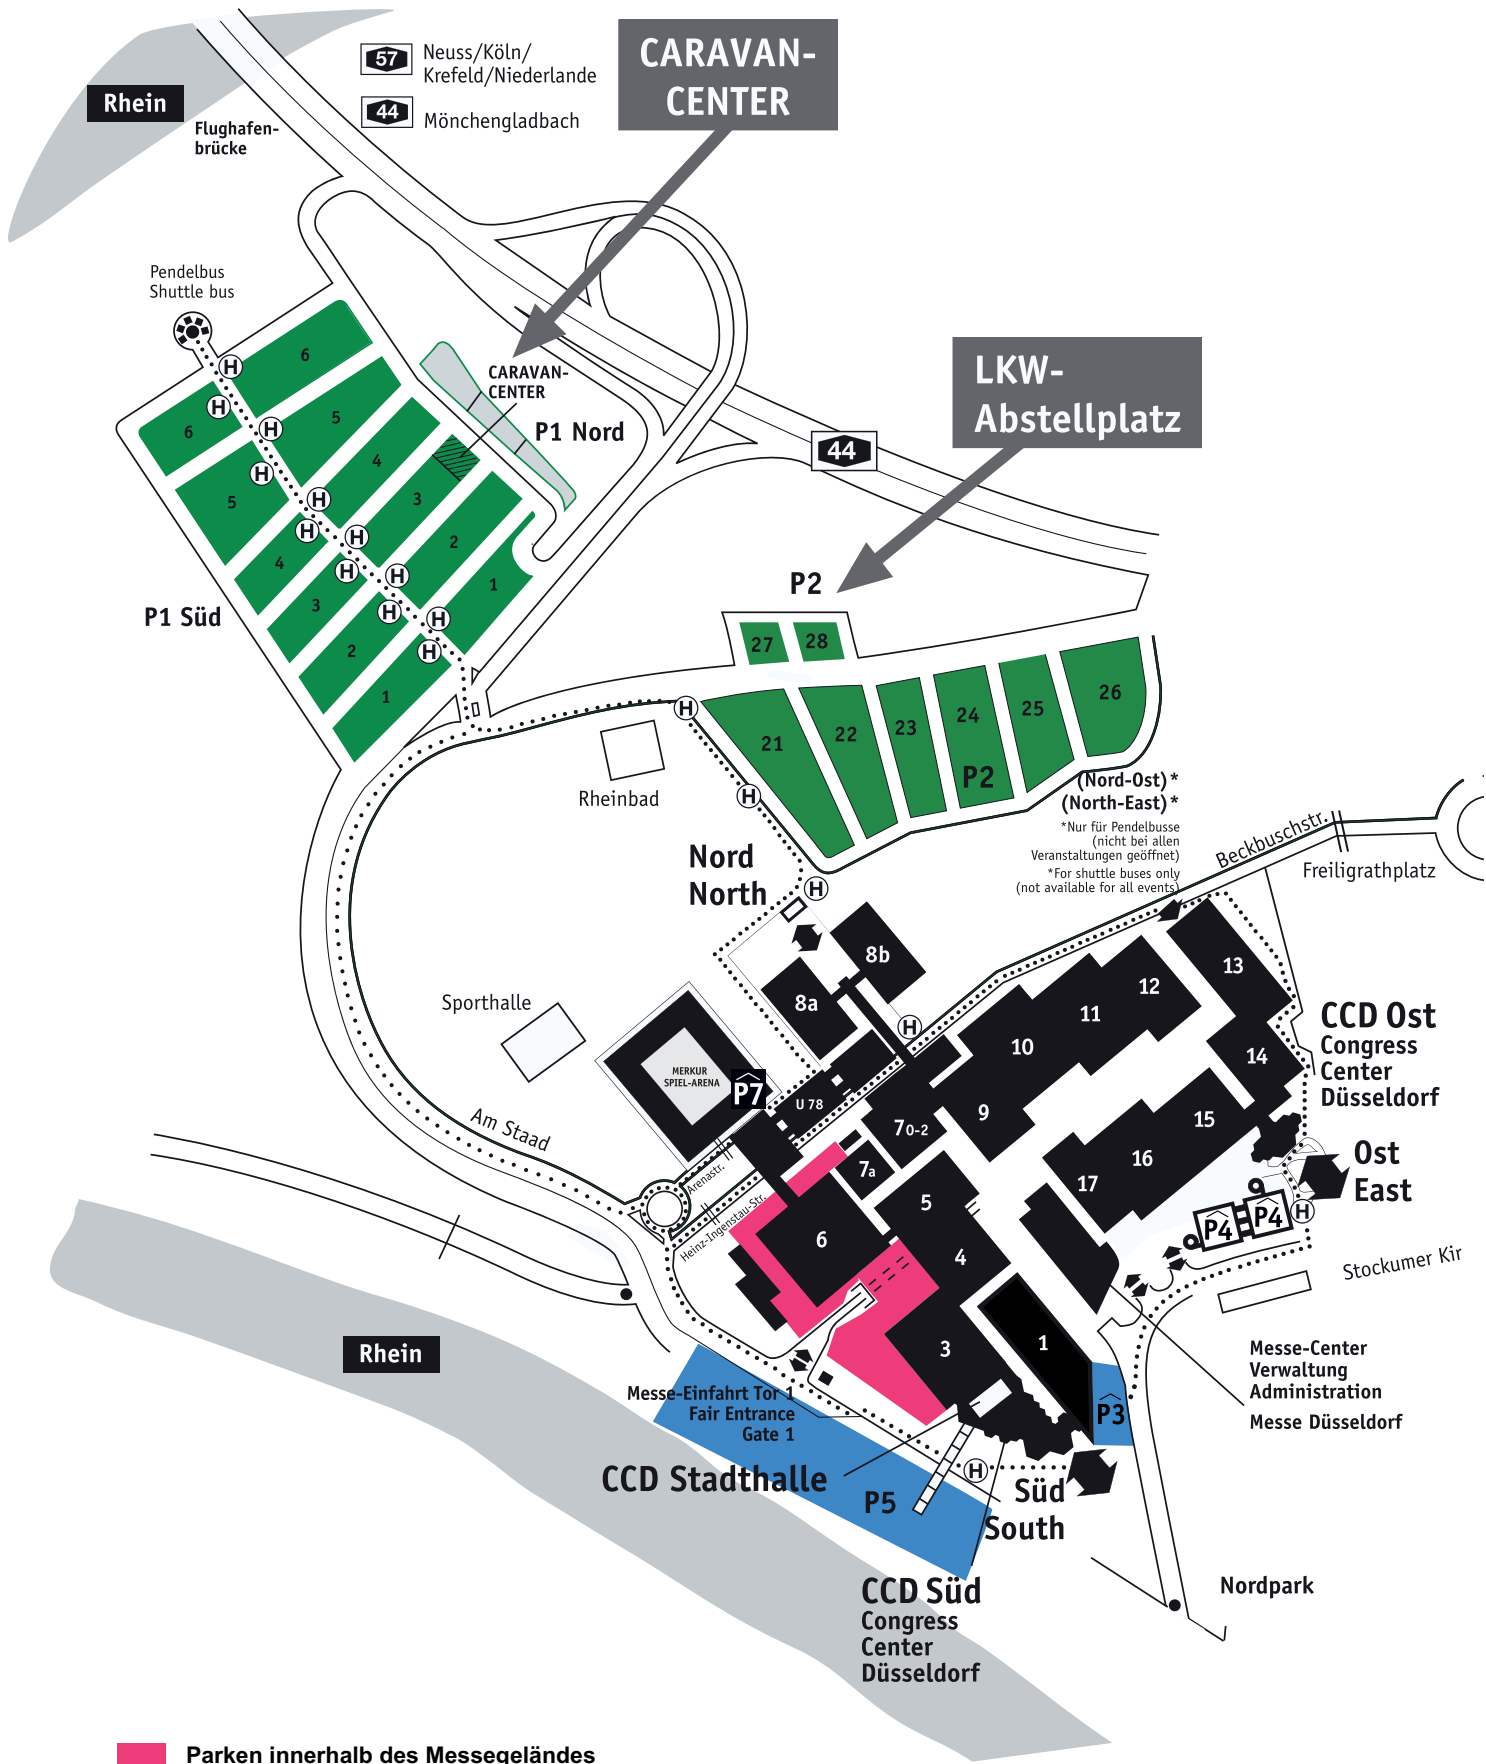 57
Neuss/Köln/
Krefeld/Niederlande
44
Mönchengladbach
CARAVAN-
CENTER
Rhein
Flughafen-
brücke
Pendelbus
Shuttle bus
6
H
5
6
H
H
4
5
H
3
CARAVAN-
CENTER
P1 Nord
44
LKW-
Abstellplatz
H
H
H
2
4
H
H
1
3
H
H
2
H
1
P1 Süd
P2
27
28
H
21
22
23
24
25
26
P2
Rheinbad
H
(Nord-Ost)*
(North-East)*
*Nur für Pendelbusse
(nicht bei allen
Veranstaltungen geöffnet)
*For shuttle buses only
(not available for all events)
Beckbuschstr.
Freiligrathplatz
Nord
North
H
8b
8a
H
13
12
11
10
14
9
15
16
17
CCD Ost
Congress
Center
Düsseldorf
Sporthalle
MERKUR
SPIEL-ARENA
P7
U 78
70-2
7a
Am Staad
Arenastr.
Heinz-Ingenstau-Str.
5
6
4
3
1
Ost
East
P4
P4
H
Stockumer Kir
Rhein
Messe-Einfahrt Tor 1
Fair Entrance
Gate 1
P3
Messe-Center
Verwaltung
Administration
Messe Düsseldorf
CCD Stadthalle
P5
H
Süd
South
CCD Süd
Congress
Center
Düsseldorf
Nordpark
Parken innerhalb des Messegeländes